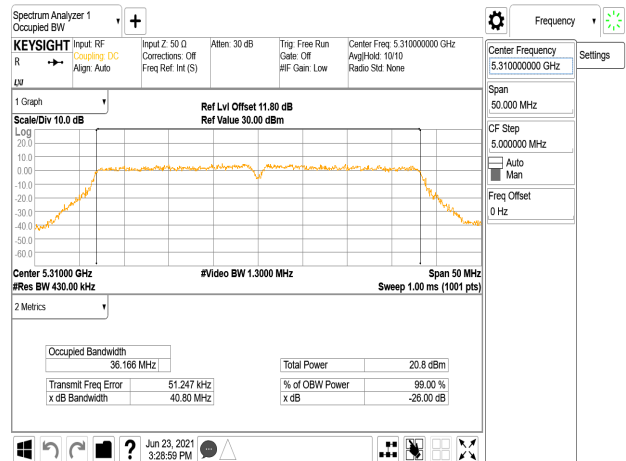 Spectrum Analyzer 1
Occupied BW
Frequency
KEYSIGHT
R
Input: RF
Coupling: DC
Align: Auto
Input Z: 50 Ω
Corrections: Off
Freq Ref: Int (S)
Atten: 30 dB
Trig: Free Run
Gate: Off
#IF Gain: Low
Center Freq: 5.310000000 GHz
Avg|Hold: 10/10
Radio Std: None
Center Frequency
5.310000000 GHz
Settings
Span
50.000 MHz
CF Step
5.000000 MHz
Auto
Man
Freq Offset
0 Hz
1 Graph
Scale/Div 10.0 dB
Ref Lvl Offset 11.80 dB
Ref Value 30.00 dBm
Log
20.0
10.0
0.00
-10.0
-20.0
-30.0
-40.0
-50.0
-60.0
Center 5.31000 GHz
#Video BW 1.3000 MHz
Span 50 MHz
#Res BW 430.00 kHz
Sweep 1.00 ms (1001 pts)
2 Metrics
Occupied Bandwidth
36.166 MHz
Total Power 20.8 dBm
Transmit Freq Error 51.247 kHz
% of OBW Power 99.00 %
x dB Bandwidth 40.80 MHz
x dB -26.00 dB
?
Jun 23, 2021
3:28:59 PM